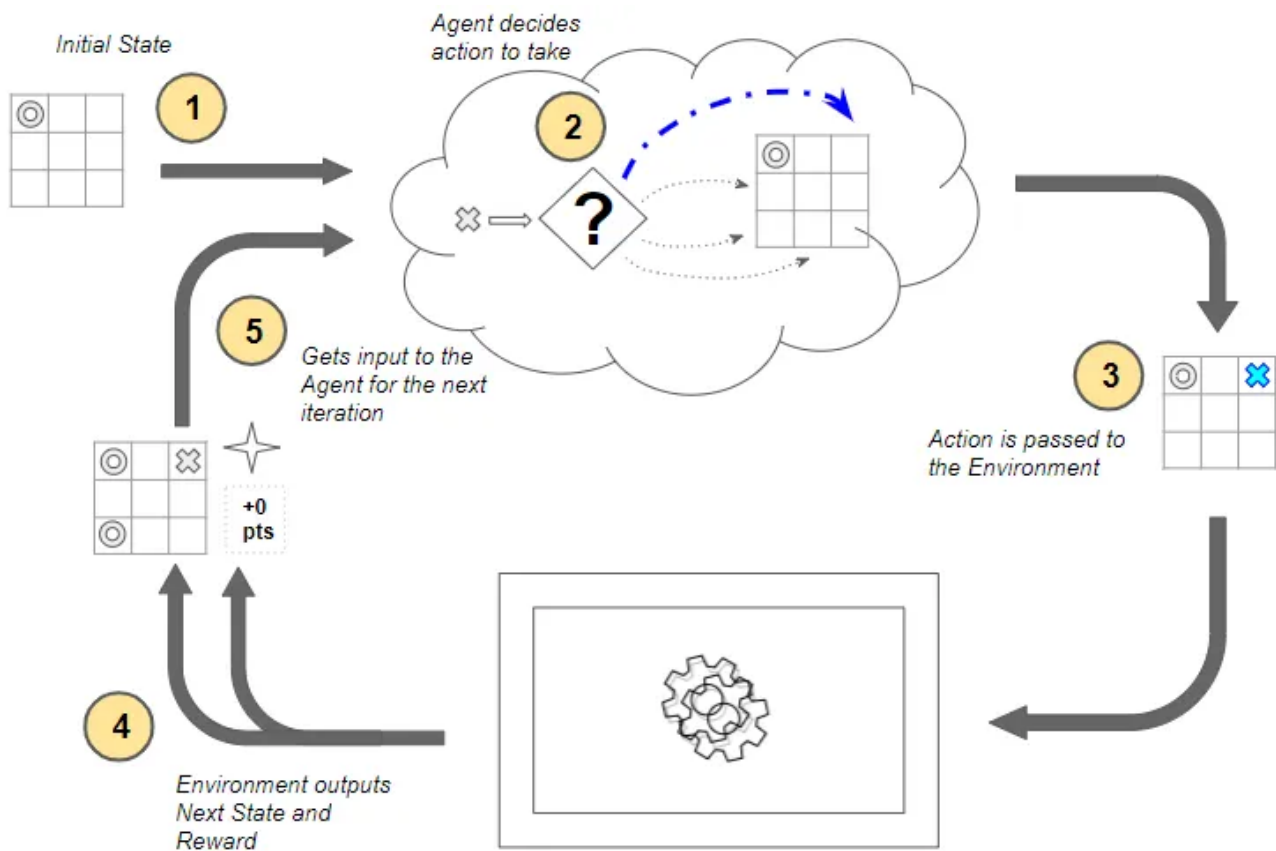 Initial State
1
Agent decides
action to take
2
?
3
Action is passed to
the Environment
4
Environment outputs
Next State and
Reward
+0
pts
5
Gets input to the
Agent for the next
iteration